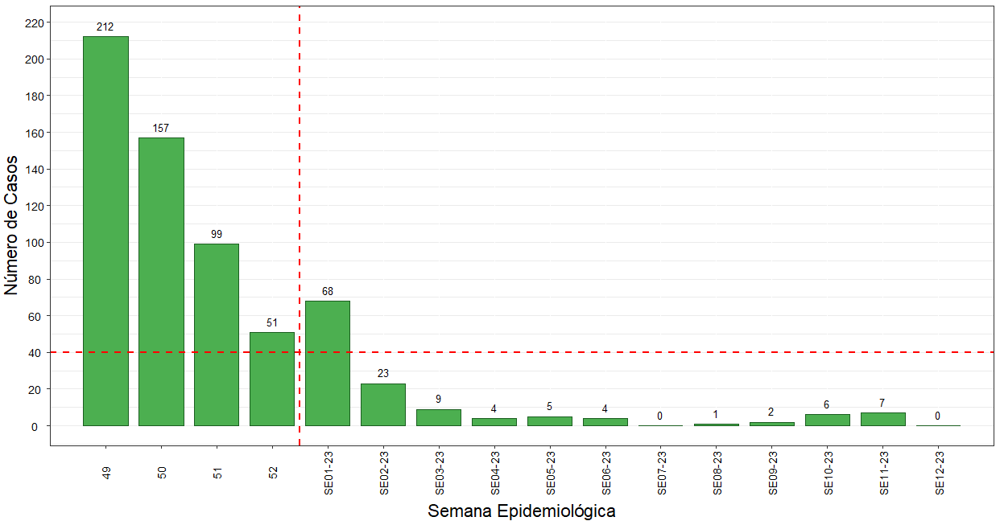 Número de Casos
220
200
180
160
140
120
100
80
60
40
20
0
212
157
99
51
68
23
9
4
5
4
0
1
2
6
7
0
49
50
51
52
SE01-23
SE02-23
SE03-23
SE04-23
SE05-23
SE06-23
SE07-23
SE08-23
SE09-23
SE10-23
SE11-23
SE12-23
Semana Epidemiológica